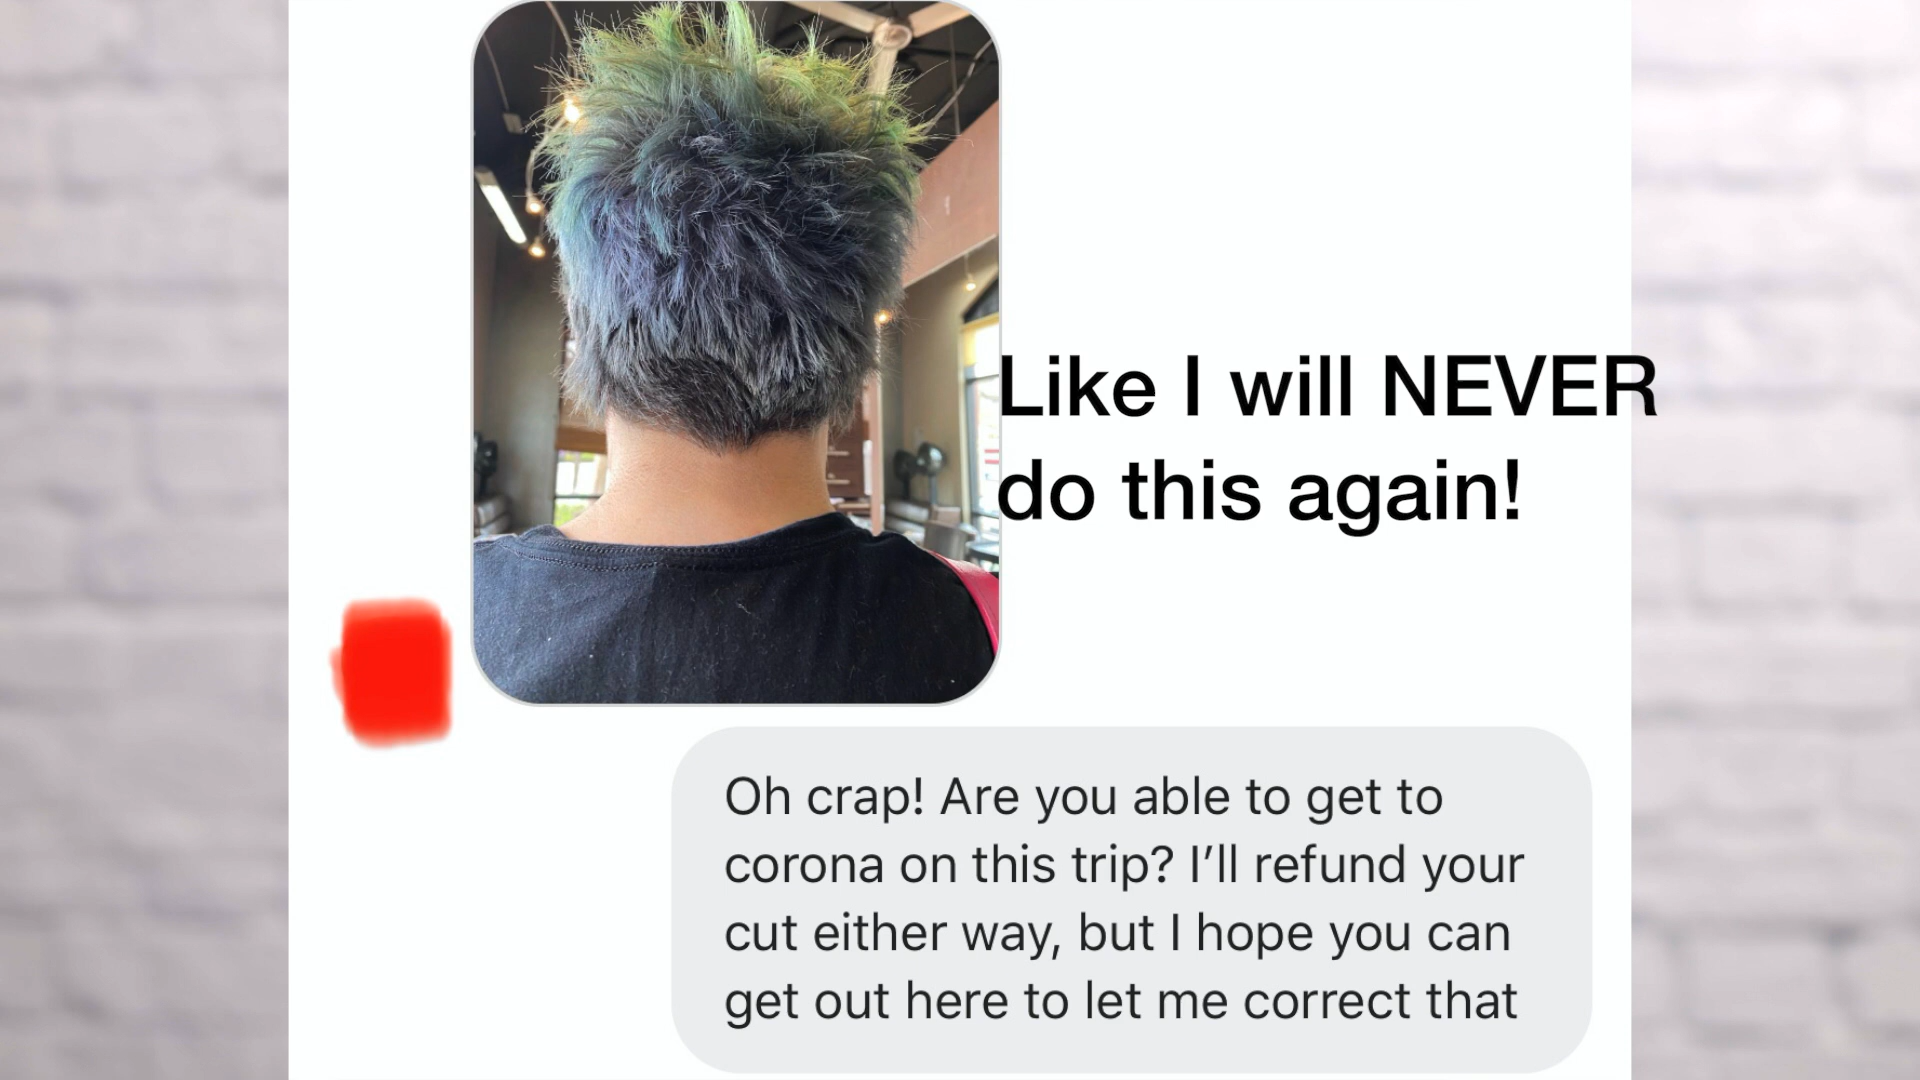 Like I will NEVER
do this again!
Oh crap! Are you able to get to
corona on this trip? I’ll refund your
cut either way, but I hope you can
get out here to let me correct that